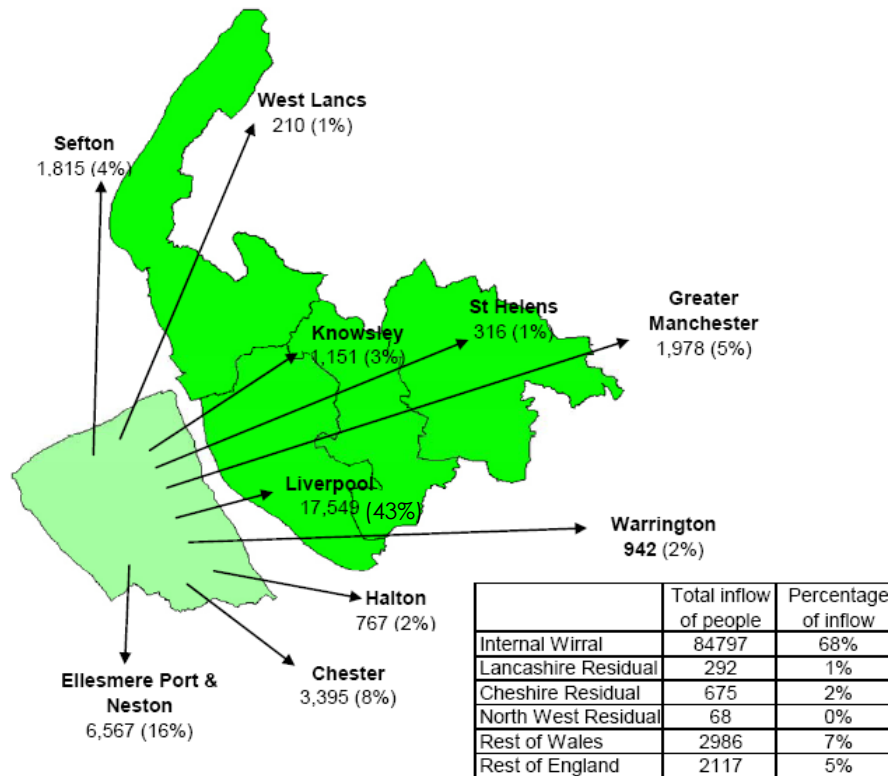 West Lancs
210 (1%)
Sefton
1,815 (4%)
Greater
Manchester
1,978 (5%)
St Helens
316 (1%)
Knowsley
1,151 (3%)
Liverpool
17,549 (43%)
Warrington
942 (2%)
Halton
767 (2%)
Chester
3,395 (8%)
Ellesmere Port &
Neston
6,567 (16%)
Total inflow Percentage
of people of inflow
Internal Wirral 84797 68%
Lancashire Residual 292 1%
Cheshire Residual 675 2%
North West Residual 68 0%
Rest of Wales 2986 7%
Rest of England 2117 5%